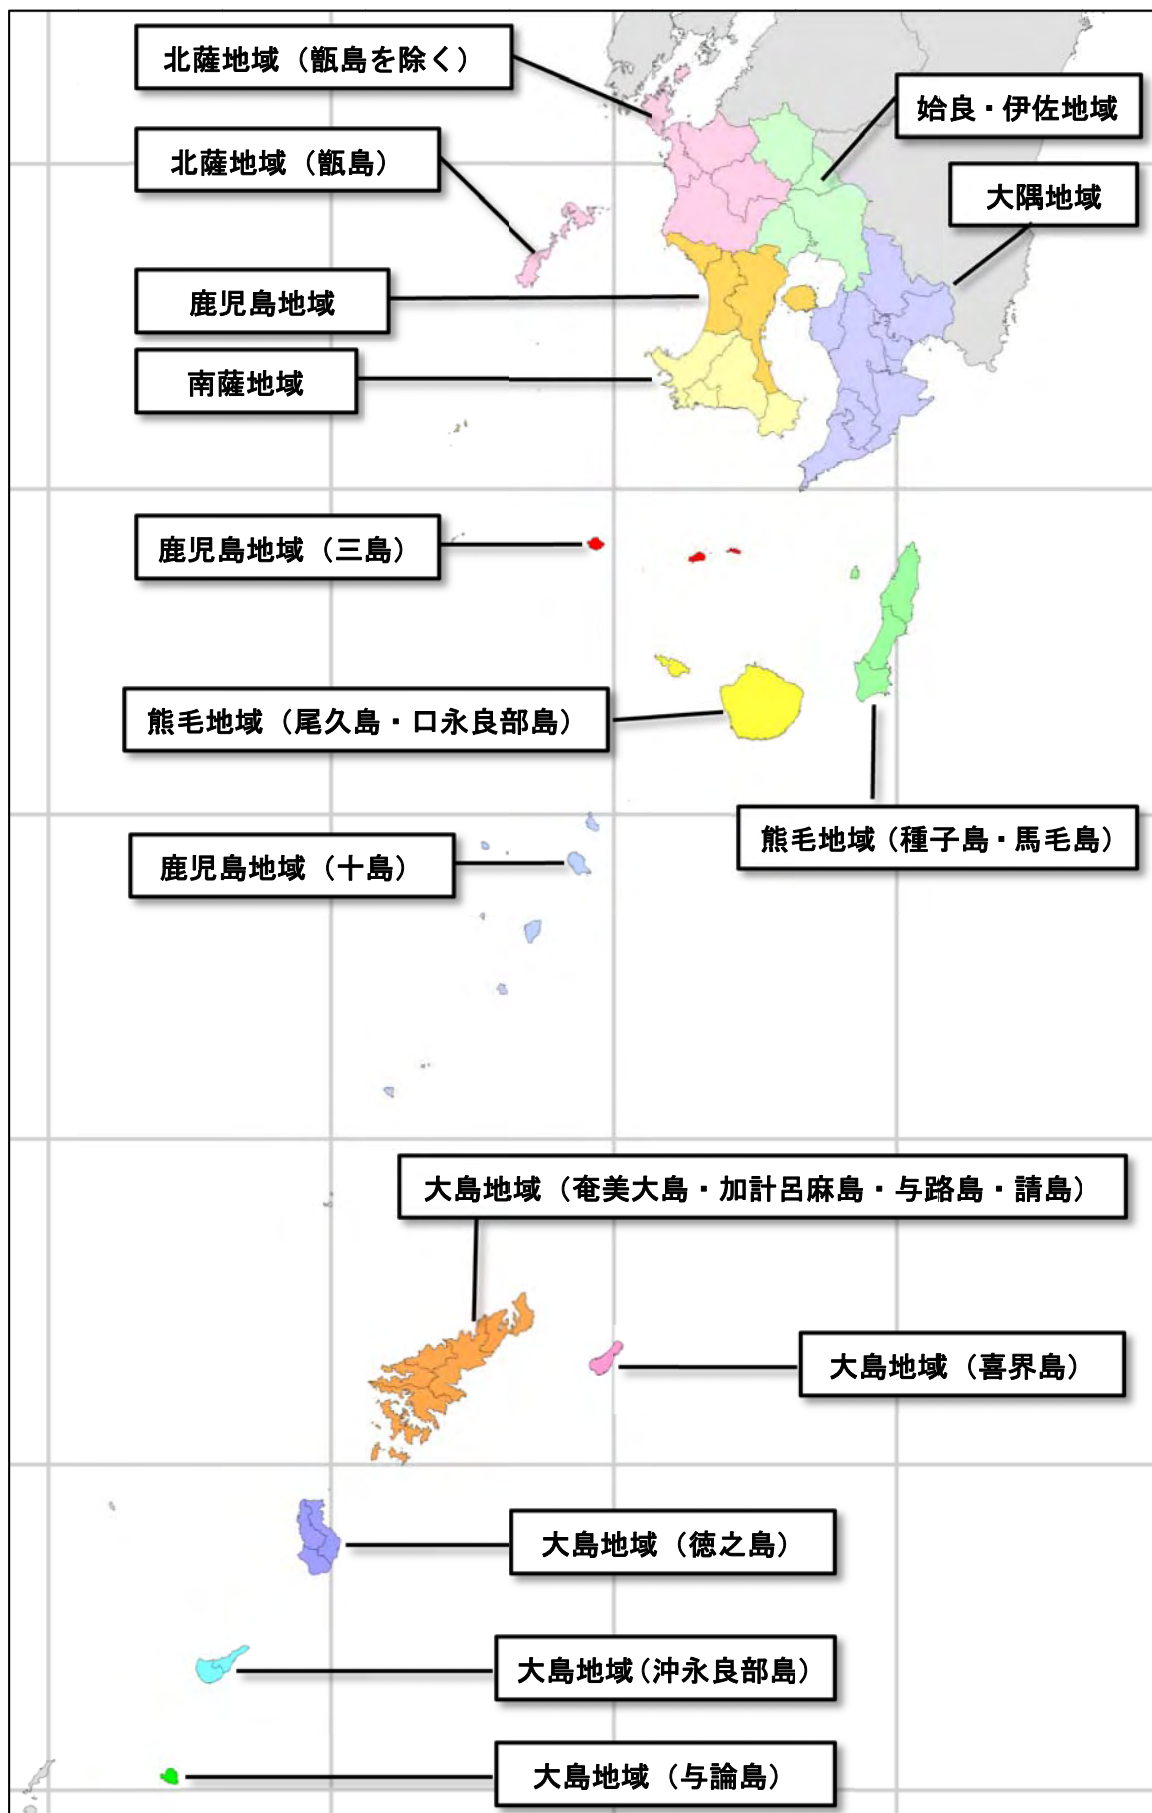 北薩地域（甑島を除く）
姶良・伊佐地域
北薩地域（甑島）
大隅地域
鹿児島地域
南薩地域
鹿児島地域（三島）
熊毛地域（尾久島・口永良部島）
熊毛地域（種子島・馬毛島）
鹿児島地域（十島）
大島地域（奄美大島・加計呂麻島・与路島・請島）
大島地域（喜界島）
大島地域（徳之島）
大島地域（沖永良部島）
大島地域（与論島）